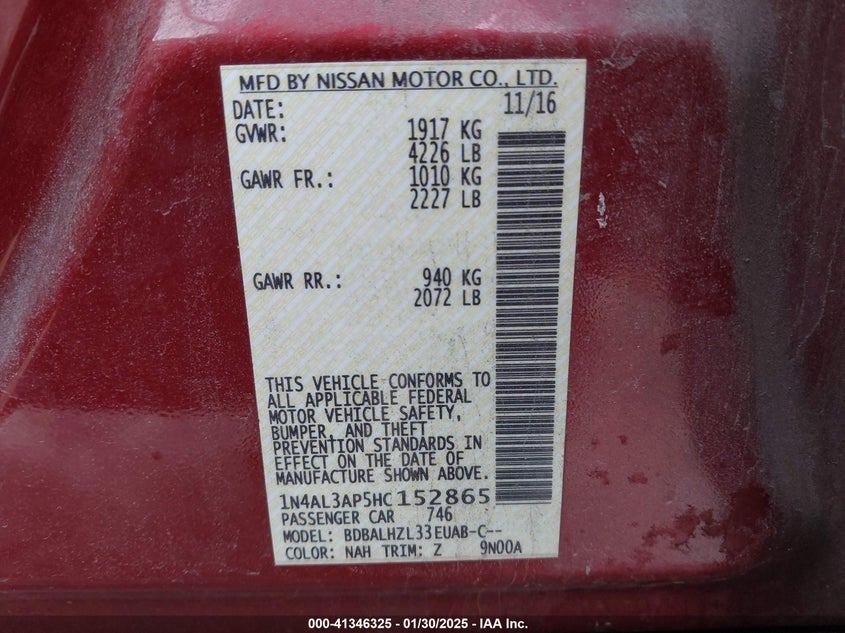 MFD BY NISSAN MOTOR CO., LTD.
DATE: 11/16
GVWR: 1917 KG
4226 LB
GAWR FR.: 1010 KG
2227 LB
GAWR RR.: 940 KG
2072 LB
THIS VEHICLE CONFORMS TO
ALL APPLICABLE FEDERAL
MOTOR VEHICLE SAFETY,
BUMPER, AND THEFT
PREVENTION STANDARDS IN
EFFECT ON THE DATE OF
MANUFACTURE SHOWN ABOVE.
1N4AL3AP5HC152865
PASSENGER CAR 746
MODEL: BDBALHZL33EUAB-C--
COLOR: NAH TRIM: Z 9N00A
000-41346325 - 01/30/2025 - IAA Inc.